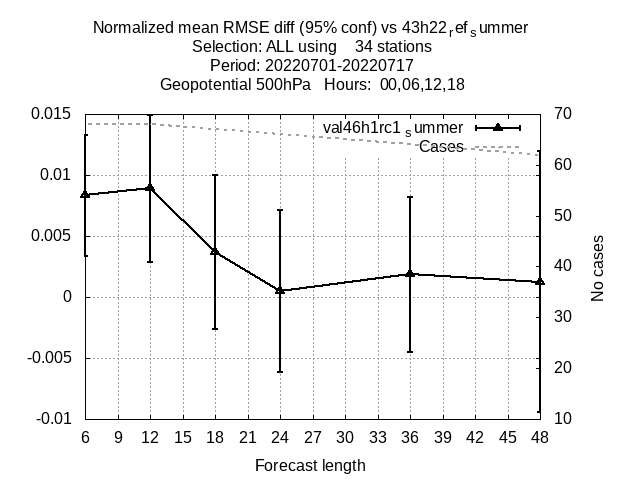 Normalized mean RMSE diff (95% conf) vs 43h22ref_summer
Selection: ALL using 34 stations
Period: 20220701-20220717
Geopotential 500hPa Hours: 00,06,12,18
0.015
0.01
0.005
0
-0.005
-0.01
val46h1rc1_summer
Cases
70
60
50
40
30
20
10
No cases
6 9 12 15 18 21 24 27 30 33 36 39 42 45 48
Forecast length